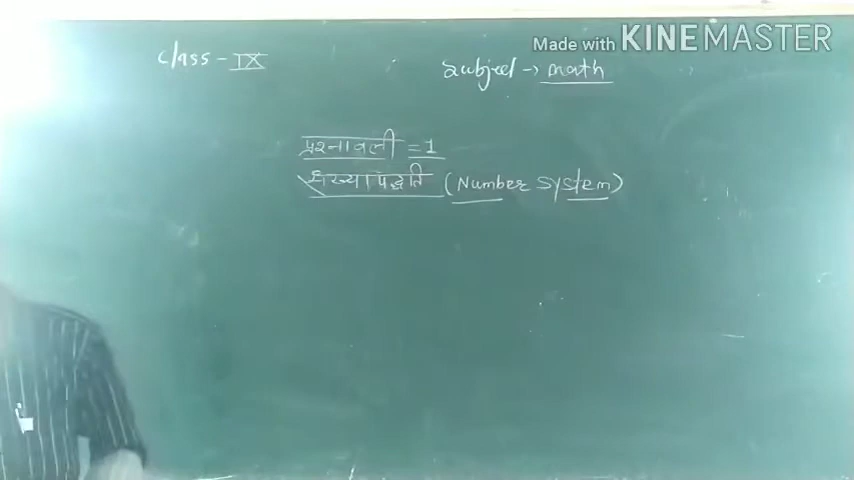 Made with KINEMASTER
class - IX
subject → math
प्रश्नावली = 1
संख्या पद्धति (Number System)